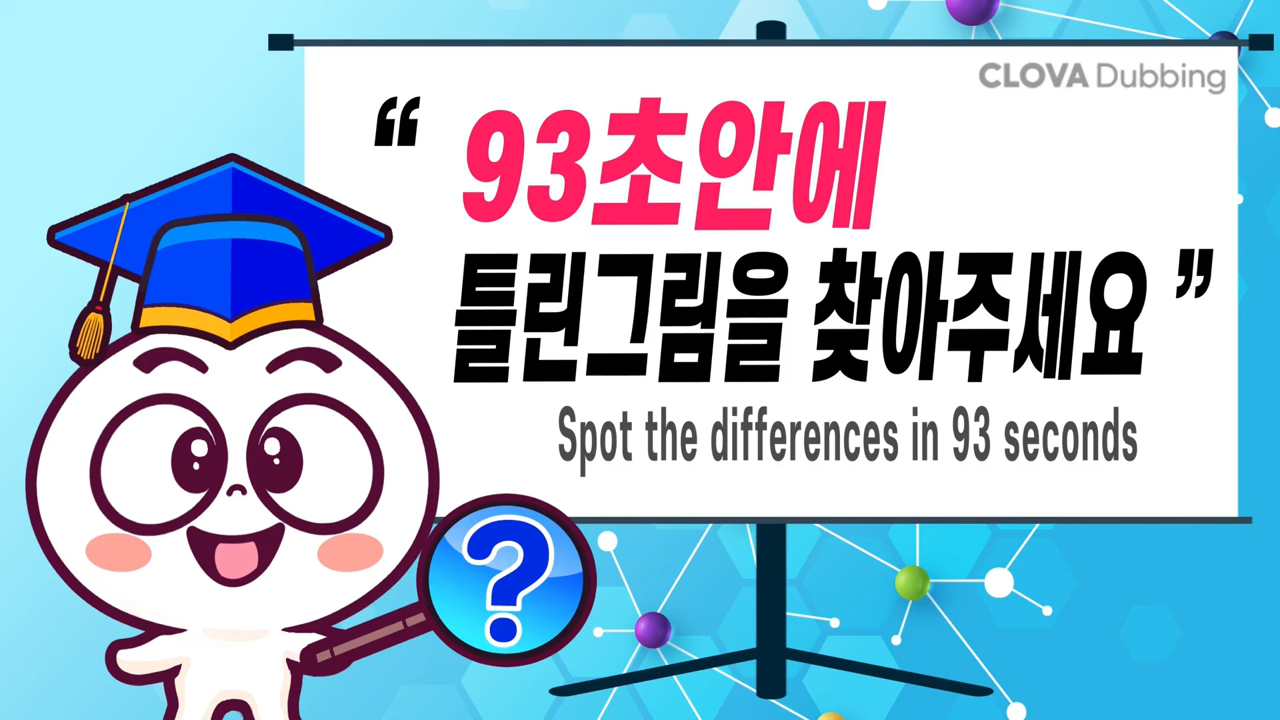 CLOVA Dubbing
“ 93초안에
틀린그림을 찾아주세요 ”
Spot the differences in 93 seconds
?